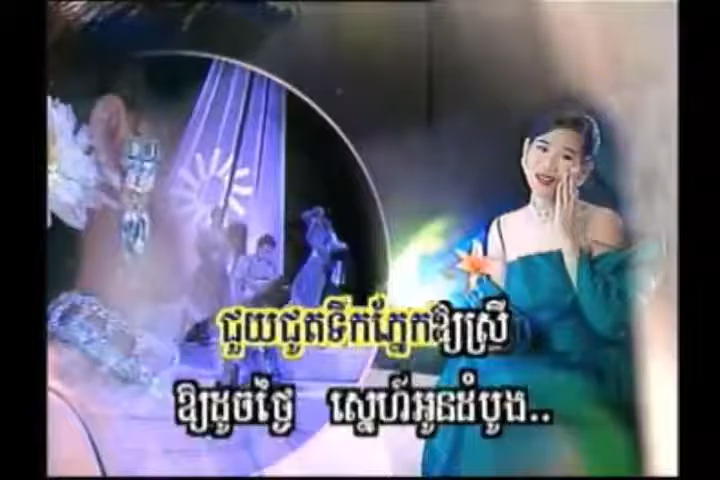 ជួយជូតទឹកភ្នែកឱ្យស្រី
ឱ្យដូចថ្ងៃ ស្នេហ៍អូនដំបូង..